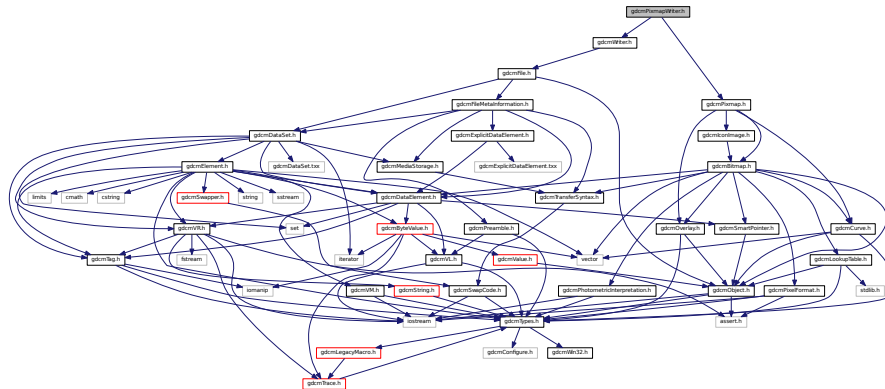 gdcmPixmapWriter.h
gdcmWriter.h
gdcmFile.h
gdcmFileMetaInformation.h
gdcmPixmap.h
gdcmDataSet.h
gdcmExplicitDataElement.h
gdcmIconImage.h
gdcmElement.h
gdcmDataSet.txx
gdcmMediaStorage.h
gdcmExplicitDataElement.txx
gdcmBitmap.h
limits
cmath
cstring
gdcmSwapper.h
string
sstream
gdcmDataElement.h
gdcmTransferSyntax.h
gdcmVR.h
set
gdcmByteValue.h
gdcmPreamble.h
gdcmOverlay.h
gdcmSmartPointer.h
gdcmCurve.h
gdcmTag.h
fstream
iterator
gdcmVL.h
gdcmValue.h
vector
gdcmLookupTable.h
iomanip
gdcmVM.h
gdcmString.h
gdcmSwapCode.h
gdcmPhotometricInterpretation.h
gdcmObject.h
gdcmPixelFormat.h
stdlib.h
iostream
gdcmTypes.h
assert.h
gdcmLegacyMacro.h
gdcmConfigure.h
gdcmWin32.h
gdcmTrace.h